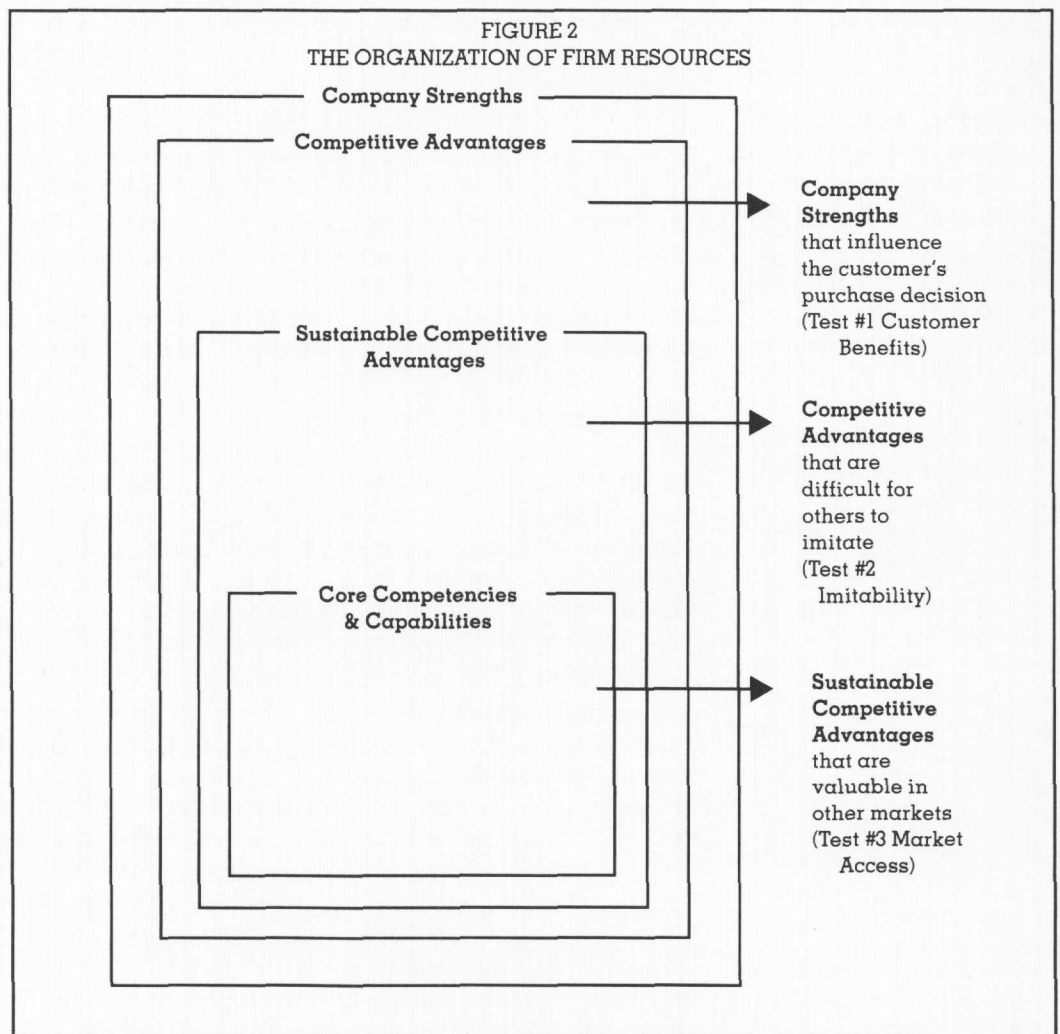 FIGURE 2
THE ORGANIZATION OF FIRM RESOURCES
Company Strengths
Competitive Advantages
Sustainable Competitive
Advantages
Core Competencies
& Capabilities
Company
Strengths
that influence
the customer's
purchase decision
(Test #1 Customer
Benefits)
Competitive
Advantages
that are
difficult for
others to
imitate
(Test #2
Imitability)
Sustainable
Competitive
Advantages
that are
valuable in
other markets
(Test #3 Market
Access)